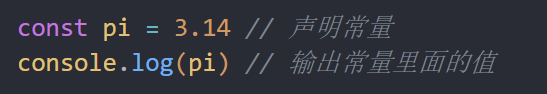 const pi = 3.14 // 声明常量
console.log(pi) // 输出常量里面的值